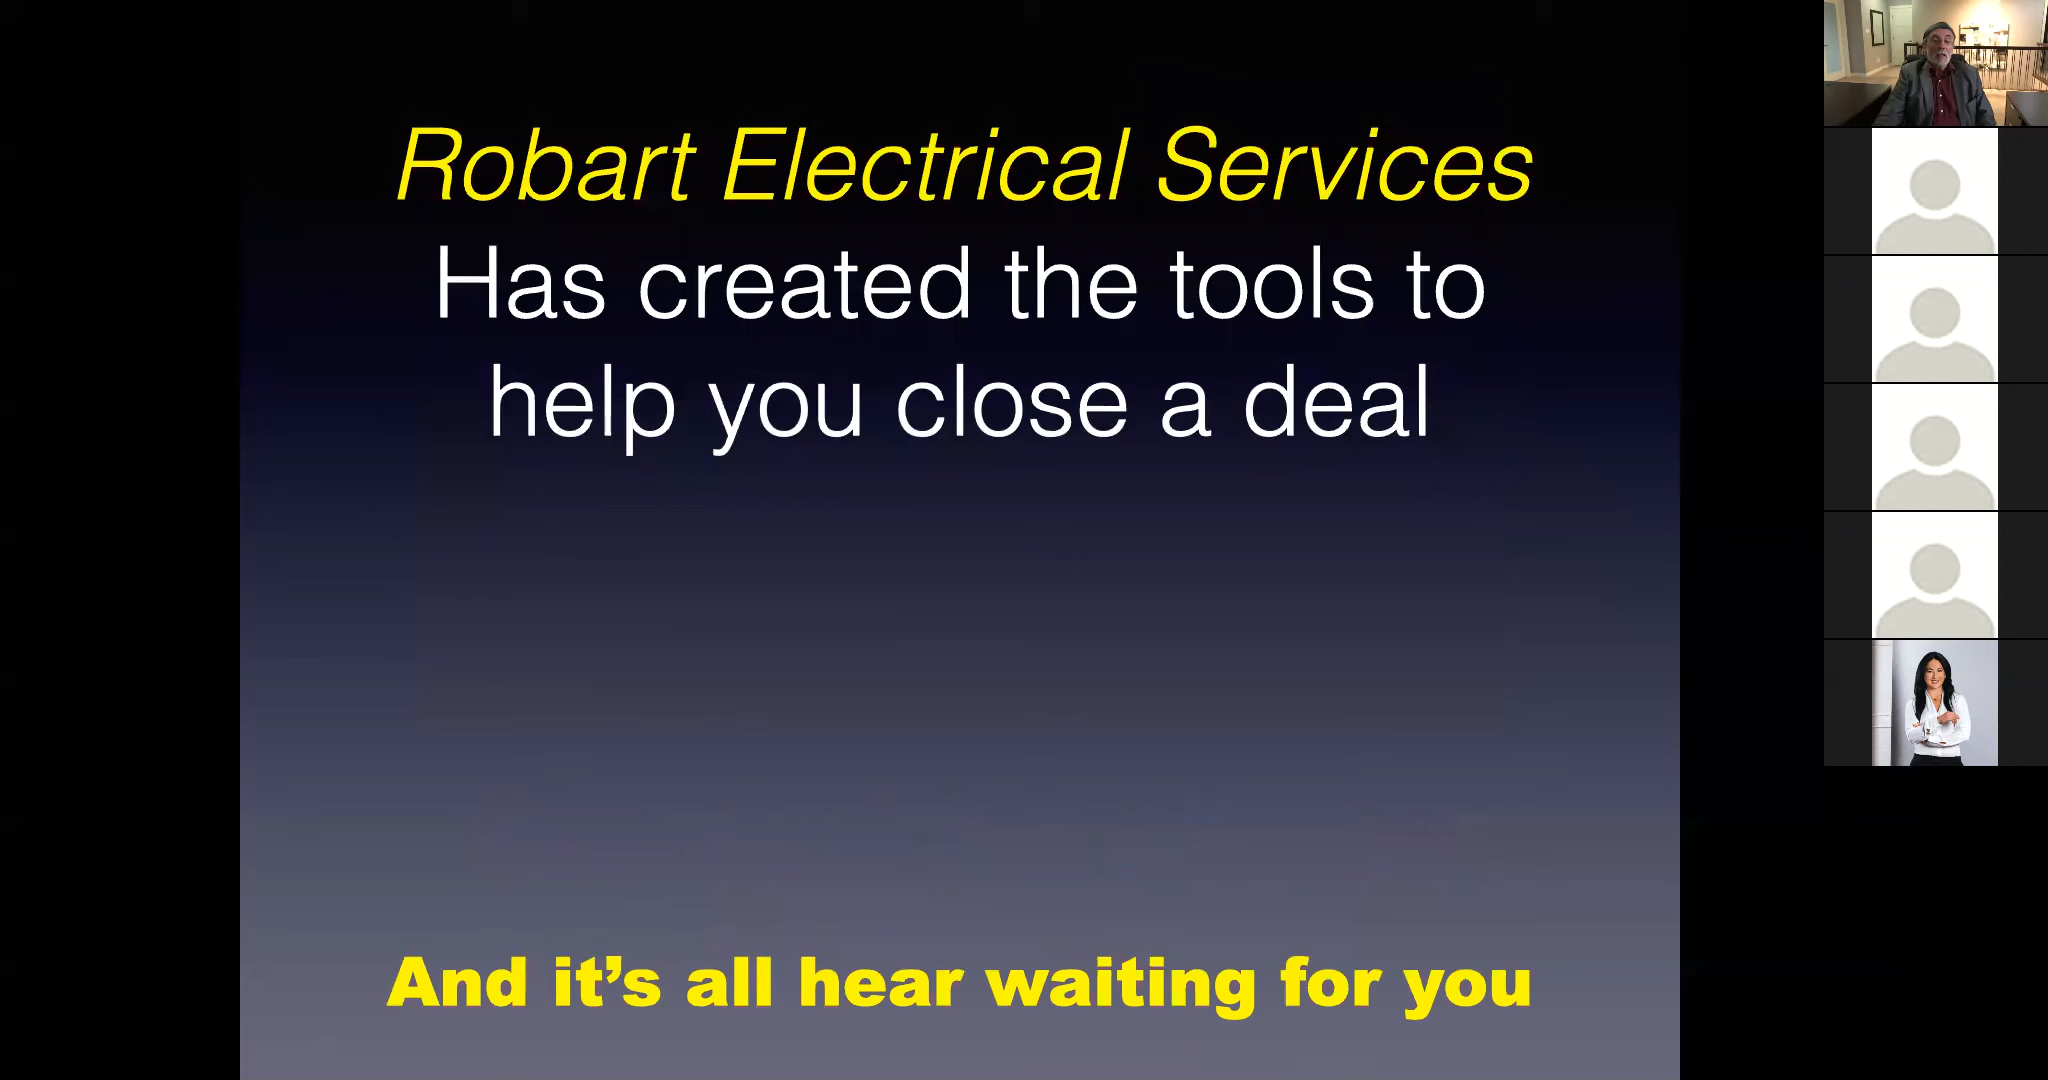 Robart Electrical Services
Has created the tools to
help you close a deal
And it’s all hear waiting for you